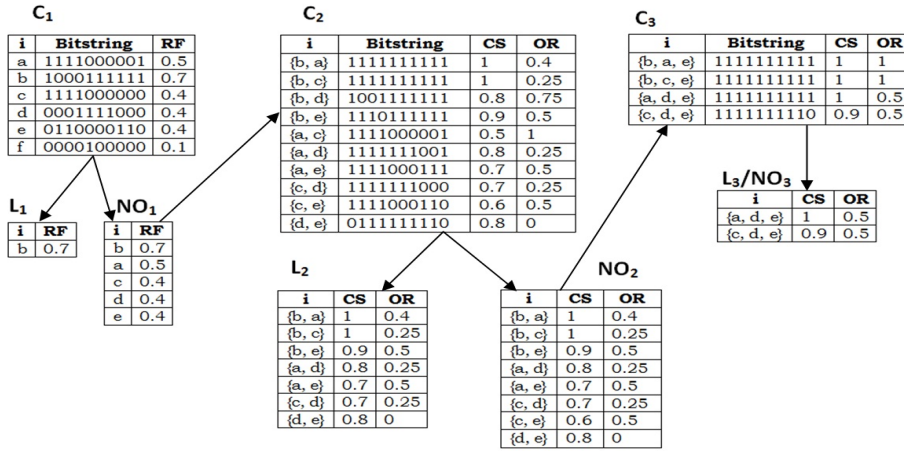 C1
i Bitstring RF
a 1111000001 0.5
b 1000111111 0.7
c 1111000000 0.4
d 0001111000 0.4
e 0110000110 0.4
f 0000100000 0.1
L1
i RF
b 0.7
NO1
i RF
b 0.7
a 0.5
c 0.4
d 0.4
e 0.4
C2
i Bitstring CS OR
{b, a} 1111111111 1 0.4
{b, c} 1111111111 1 0.25
{b, d} 1001111111 0.8 0.75
{b, e} 1110111111 0.9 0.5
{a, c} 1111000001 0.5 1
{a, d} 1111111001 0.8 0.25
{a, e} 1111000111 0.7 0.5
{c, d} 1111111000 0.7 0.25
{c, e} 1111000110 0.6 0.5
{d, e} 0111111110 0.8 0
L2
i CS OR
{b, a} 1 0.4
{b, c} 1 0.25
{b, e} 0.9 0.5
{a, d} 0.8 0.25
{a, e} 0.7 0.5
{c, d} 0.7 0.25
{d, e} 0.8 0
NO2
i CS OR
{b, a} 1 0.4
{b, c} 1 0.25
{b, e} 0.9 0.5
{a, d} 0.8 0.25
{a, e} 0.7 0.5
{c, d} 0.7 0.25
{c, e} 0.6 0.5
{d, e} 0.8 0
C3
i Bitstring CS OR
{b, a, e} 1111111111 1 1
{b, c, e} 1111111111 1 1
{a, d, e} 1111111111 1 0.5
{c, d, e} 1111111110 0.9 0.5
L3/NO3
i CS OR
{a, d, e} 1 0.5
{c, d, e} 0.9 0.5